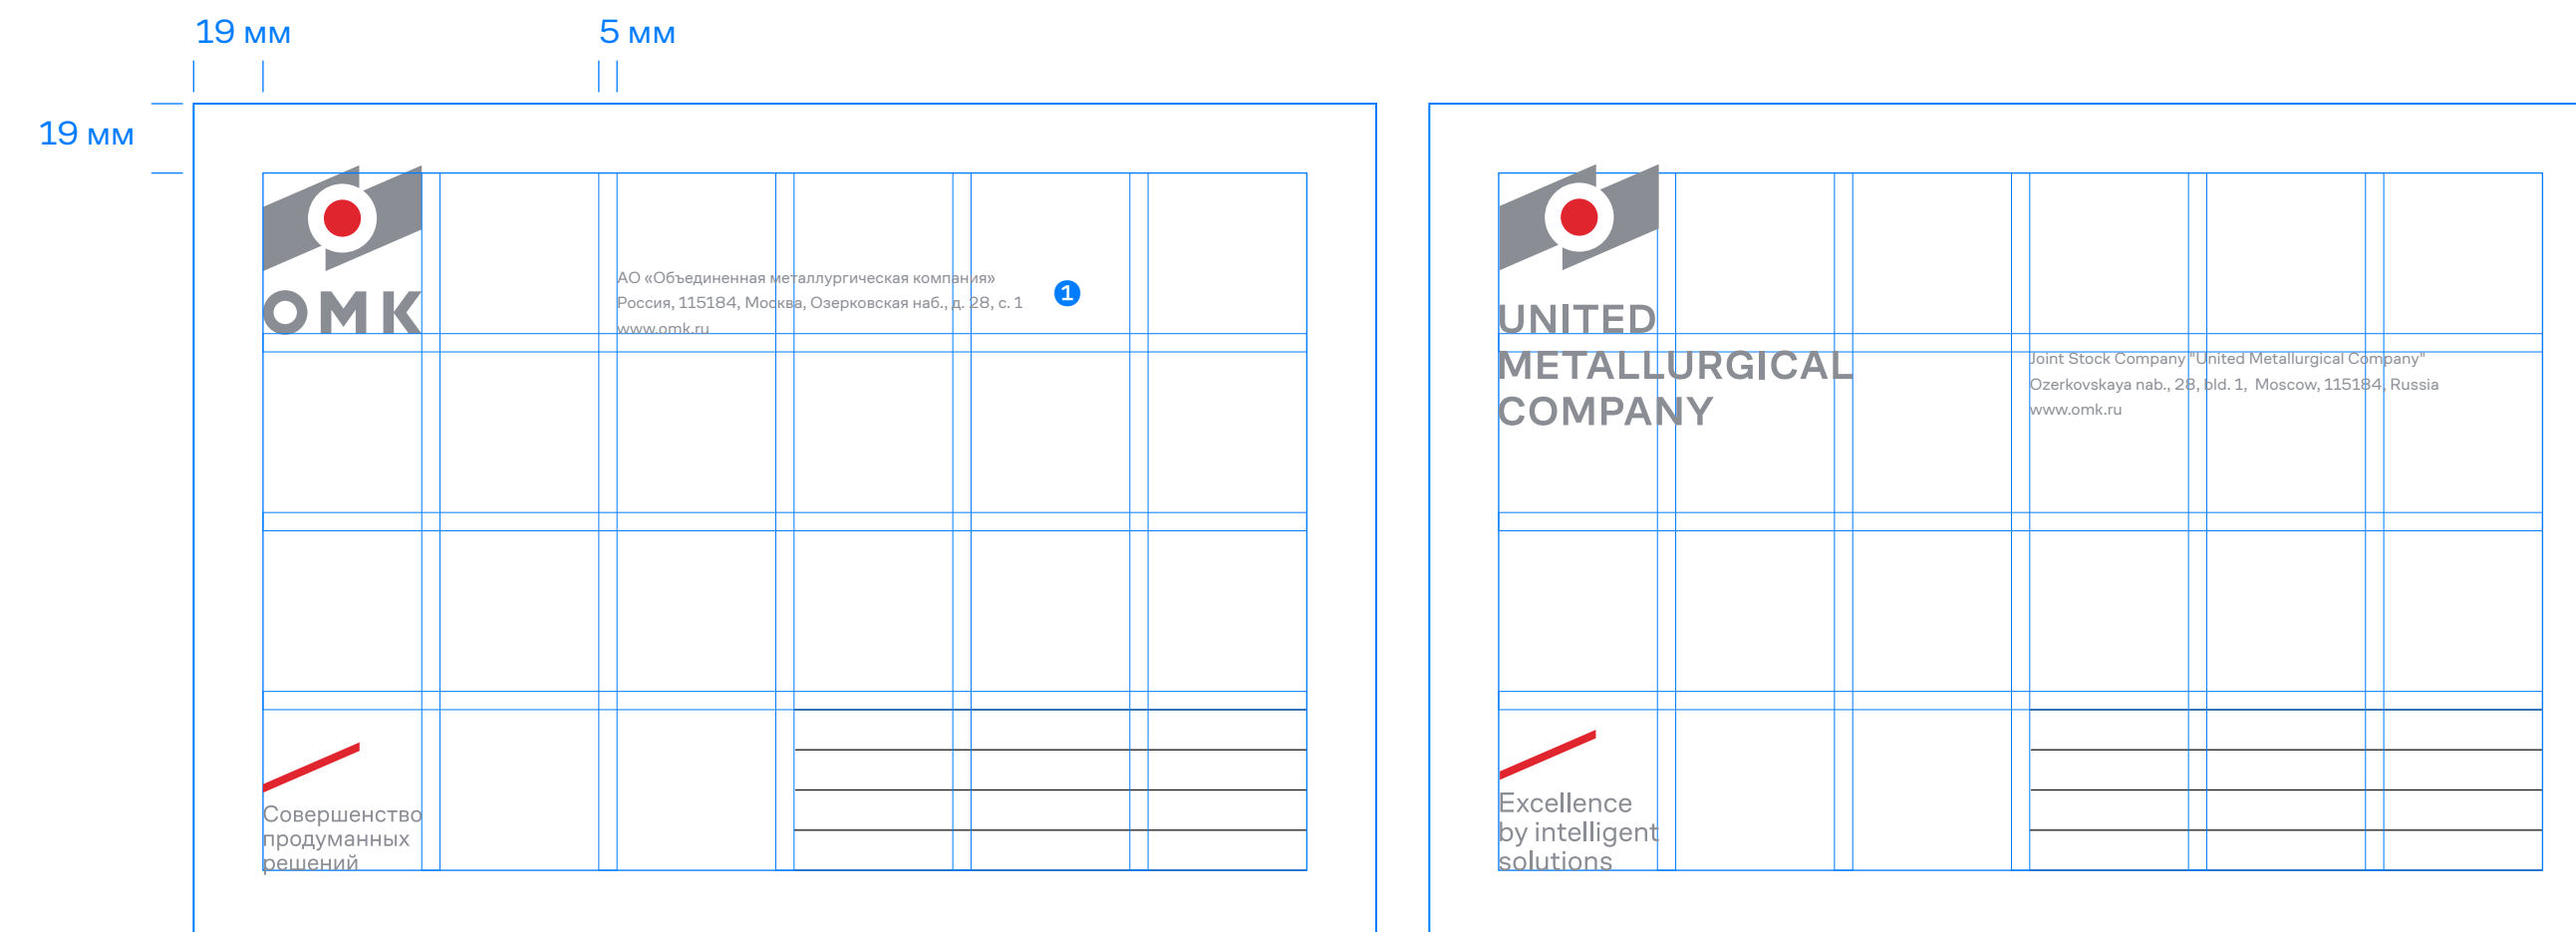 19 мм
5 мм
19 мм
ОМК
АО «Объединенная металлургическая компания»
Россия, 115184, Москва, Озерковская наб., д. 28, с. 1
www.omk.ru
1
Совершенство
продуманных
решений
UNITED
METALLURGICAL
COMPANY
Joint Stock Company "United Metallurgical Company"
Ozerkovskaya nab., 28, bld. 1, Moscow, 115184, Russia
www.omk.ru
Excellence
by intelligent
solutions